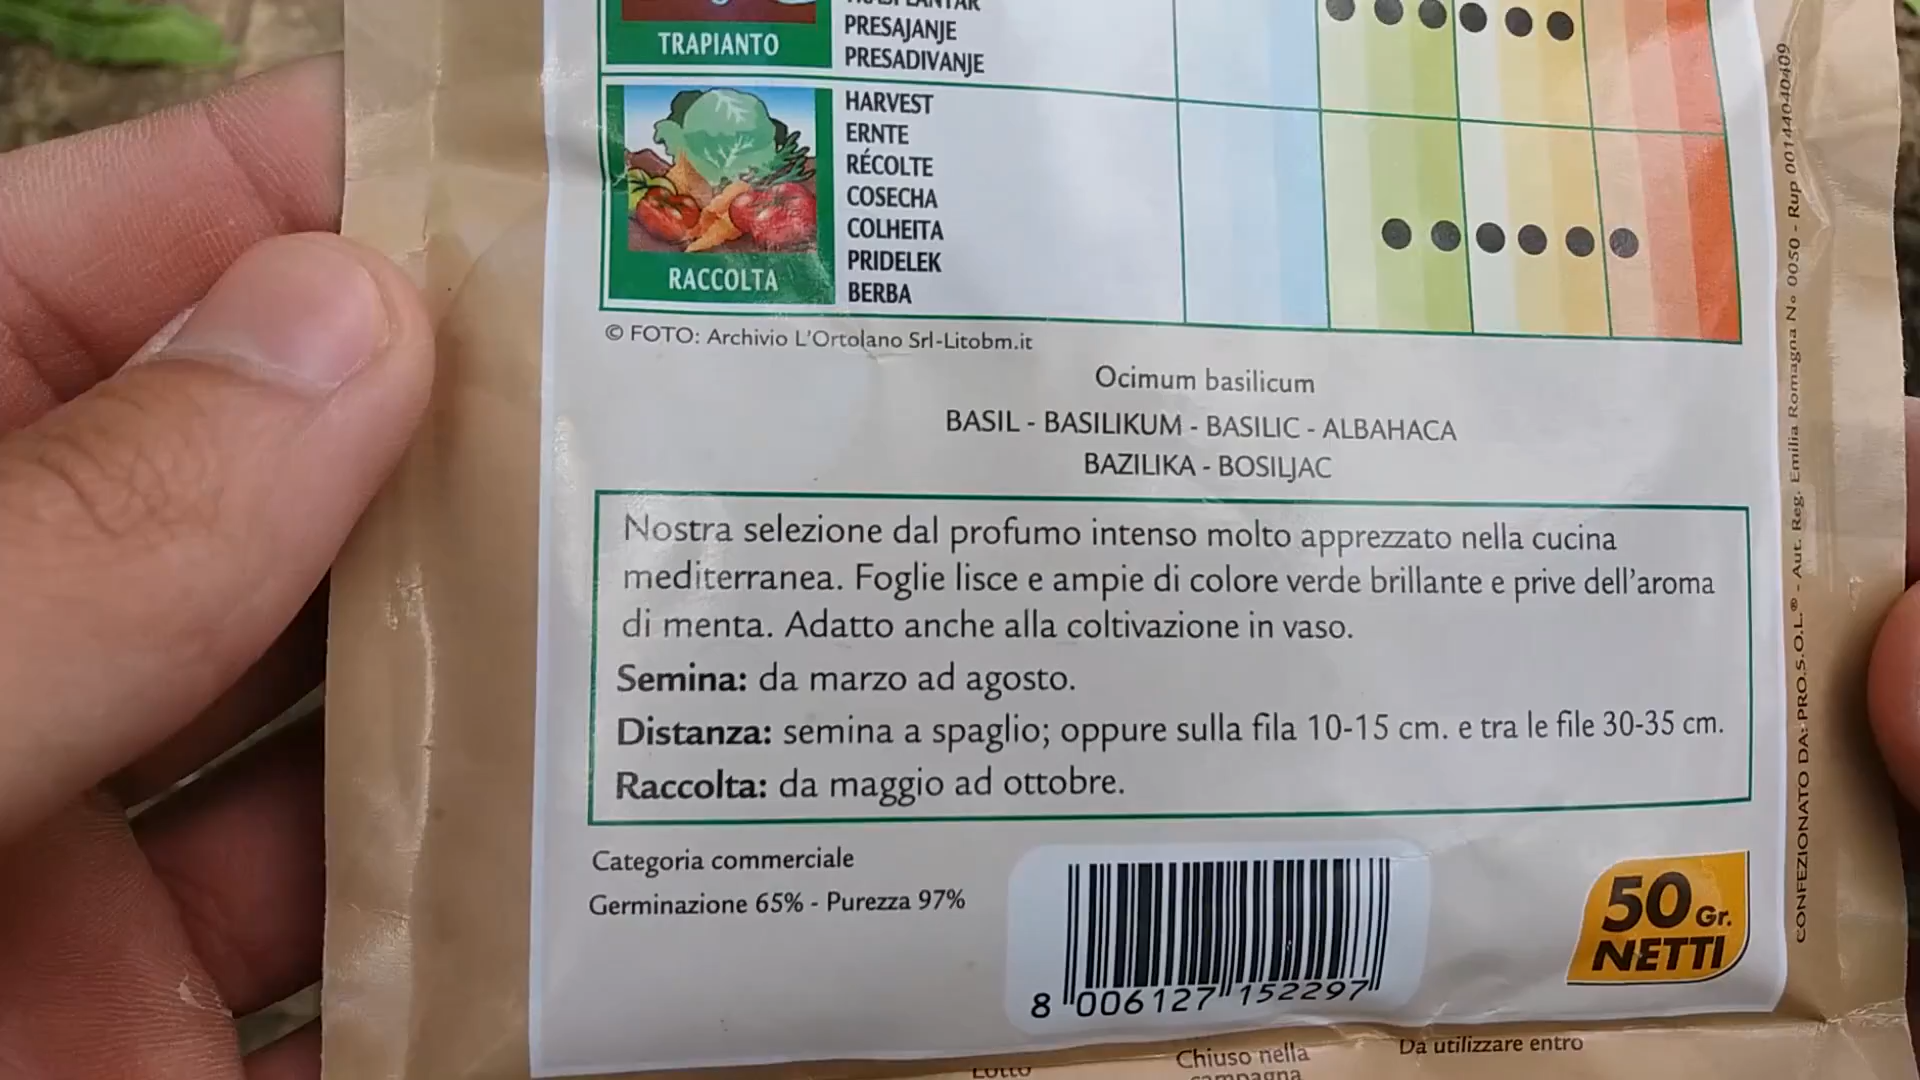 TRASPLANTAR
PRESAJANJE
PRESADIVANJE
TRAPIANTO
HARVEST
ERNTE
RÉCOLTE
COSECHA
COLHEITA
PRIDELEK
BERBA
RACCOLTA
© FOTO: Archivio L'Ortolano Srl-Litobm.it
Ocimum basilicum
BASIL - BASILIKUM - BASILIC - ALBAHACA
BAZILIKA - BOSILJAC
Nostra selezione dal profumo intenso molto apprezzato nella cucina
mediterranea. Foglie lisce e ampie di colore verde brillante e prive dell'aroma
di menta. Adatto anche alla coltivazione in vaso.
Semina: da marzo ad agosto.
Distanza: semina a spaglio; oppure sulla fila 10-15 cm. e tra le file 30-35 cm.
Raccolta: da maggio ad ottobre.
Categoria commerciale
Germinazione 65% - Purezza 97%
8 006127 152297
50 Gr.
NETTI
CONFEZIONATO DA: PRO.S.O.L.® - Aut. Reg. Emilia Romagna N° 0050 - Rup 00144040409
Lotto
Chiuso nella
campagna
Da utilizzare entro